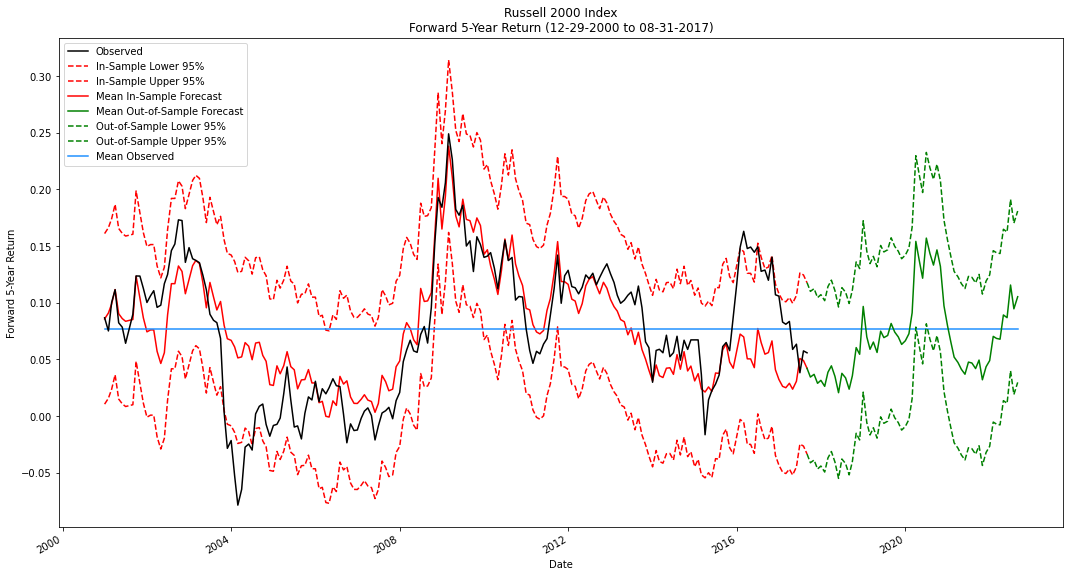 Russell 2000 Index
Forward 5-Year Return (12-29-2000 to 08-31-2017)
Observed
In-Sample Lower 95%
In-Sample Upper 95%
Mean In-Sample Forecast
Mean Out-of-Sample Forecast
Out-of-Sample Lower 95%
Out-of-Sample Upper 95%
Mean Observed
Forward 5-Year Return
0.30
0.25
0.20
0.15
0.10
0.05
0.00
−0.05
2000
2004
2008
2012
2016
2020
Date